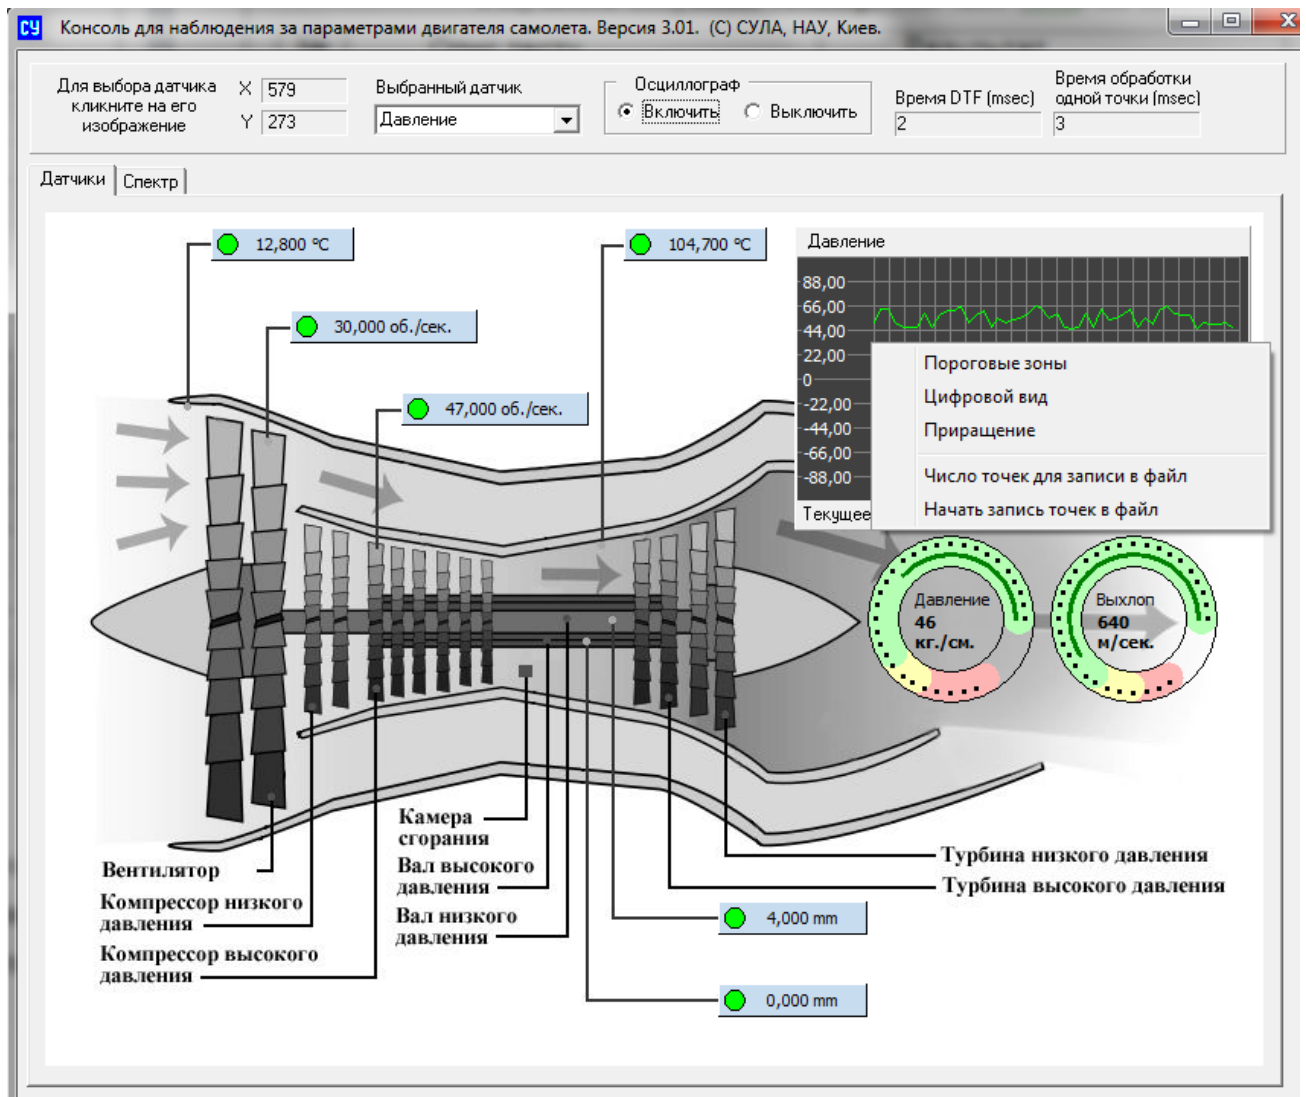 СУ Консоль для наблюдения за параметрами двигателя самолета. Версия 3.01. (C) СУЛА, НАУ, Киев.
Для выбора датчика
кликните на его
изображение
X 579
Y 273
Выбранный датчик
Давление
Осциллограф
Включить Выключить
Время DTF (msec)
2
Время обработки
одной точки (msec)
3
Датчики Спектр
12,800 ºC
104,700 ºC
30,000 об./сек.
47,000 об./сек.
Давление
88,00
66,00
44,00
22,00
0
-22,00
-44,00
-66,00
-88,00
Текущее
Пороговые зоны
Цифровой вид
Приращение
Число точек для записи в файл
Начать запись точек в файл
Давление
46
кг./см.
Выхлоп
640
м/сек.
Камера
сгорания
Вал высокого
давления
Вал низкого
давления
Вентилятор
Компрессор низкого
давления
Компрессор высокого
давления
Турбина низкого давления
Турбина высокого давления
4,000 mm
0,000 mm